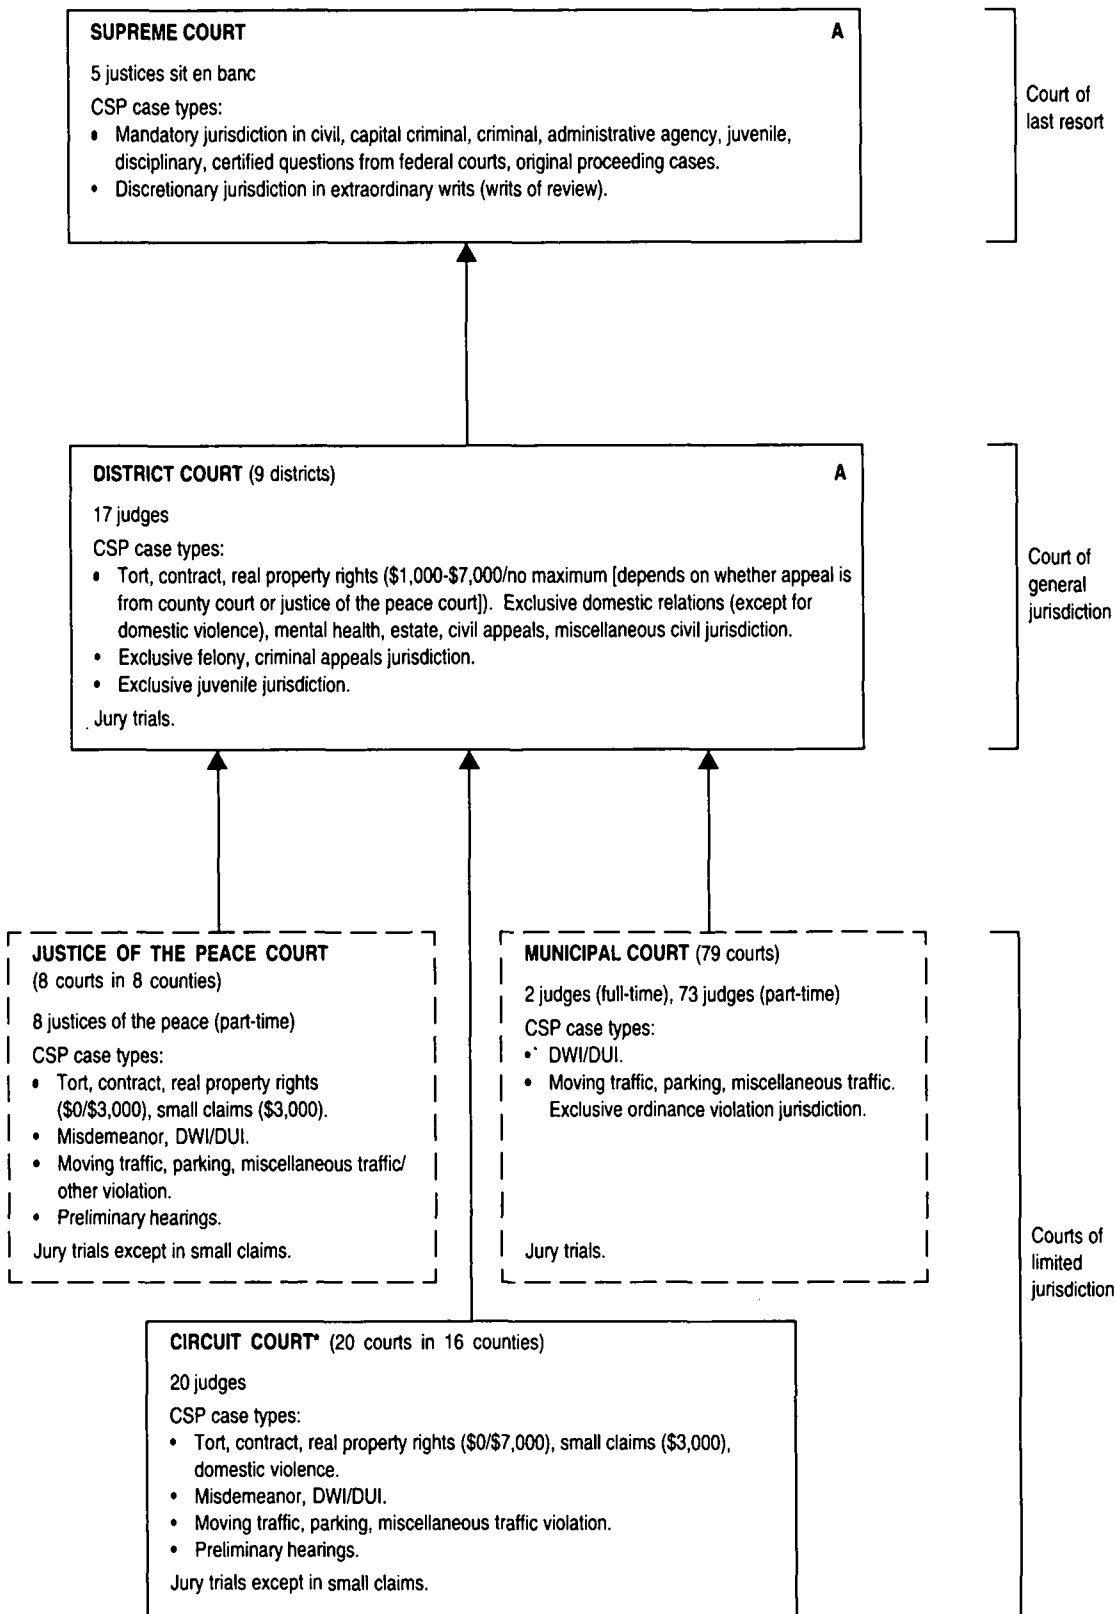 SUPREME COURT A
5 justices sit en banc
CSP case types:
• Mandatory jurisdiction in civil, capital criminal, criminal, administrative agency, juvenile,
disciplinary, certified questions from federal courts, original proceeding cases.
• Discretionary jurisdiction in extraordinary writs (writs of review).
Court of
last resort
DISTRICT COURT (9 districts) A
17 judges
CSP case types:
• Tort, contract, real property rights ($1,000-$7,000/no maximum [depends on whether appeal is
from county court or justice of the peace court]). Exclusive domestic relations (except for
domestic violence), mental health, estate, civil appeals, miscellaneous civil jurisdiction.
• Exclusive felony, criminal appeals jurisdiction.
• Exclusive juvenile jurisdiction.
Jury trials.
Court of
general
jurisdiction
JUSTICE OF THE PEACE COURT
(8 courts in 8 counties)
8 justices of the peace (part-time)
CSP case types:
• Tort, contract, real property rights
($0/$3,000), small claims ($3,000).
• Misdemeanor, DWI/DUI.
• Moving traffic, parking, miscellaneous traffic/
other violation.
• Preliminary hearings.
Jury trials except in small claims.
MUNICIPAL COURT (79 courts)
2 judges (full-time), 73 judges (part-time)
CSP case types:
• DWI/DUI.
• Moving traffic, parking, miscellaneous traffic.
Exclusive ordinance violation jurisdiction.
Jury trials.
Courts of
limited
jurisdiction
CIRCUIT COURT* (20 courts in 16 counties)
20 judges
CSP case types:
• Tort, contract, real property rights ($0/$7,000), small claims ($3,000),
domestic violence.
• Misdemeanor, DWI/DUI.
• Moving traffic, parking, miscellaneous traffic violation.
• Preliminary hearings.
Jury trials except in small claims.